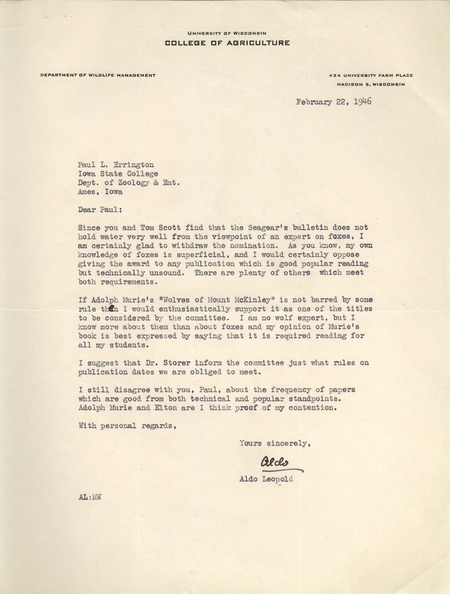 UNIVERSITY OF WISCONSIN
COLLEGE OF AGRICULTURE
DEPARTMENT OF WILDLIFE MANAGEMENT
424 UNIVERSITY FARM PLACE
MADISON 5, WISCONSIN
February 22, 1946
Paul L. Errington
Iowa State College
Dept. of Zoology & Ent.
Ames, Iowa
Dear Paul:
Since you and Tom Scott find that the Seagear's bulletin does not
hold water very well from the viewpoint of an expert on foxes, I
am certainly glad to withdraw the nomination. As you know, my own
knowledge of foxes is superficial, and I would certainly oppose
giving the award to any publication which is good popular reading
but technically unsound. There are plenty of others which meet
both requirements.
If Adolph Murie's "Wolves of Mount McKinley" is not barred by some
rule then I would enthusiastically support it as one of the titles
to be considered by the committee. I am no wolf expert, but I
know more about them than about foxes and my opinion of Murie's
book is best expressed by saying that it is required reading for
all my students.
I suggest that Dr. Storer inform the committee just what rules on
publication dates we are obliged to meet.
I still disagree with you, Paul, about the frequency of papers
which are good from both technical and popular standpoints.
Adolph Murie and Elton are I think proof of my contention.
With personal regards,
Yours sincerely,
Aldo
Aldo Leopold
AL:MW